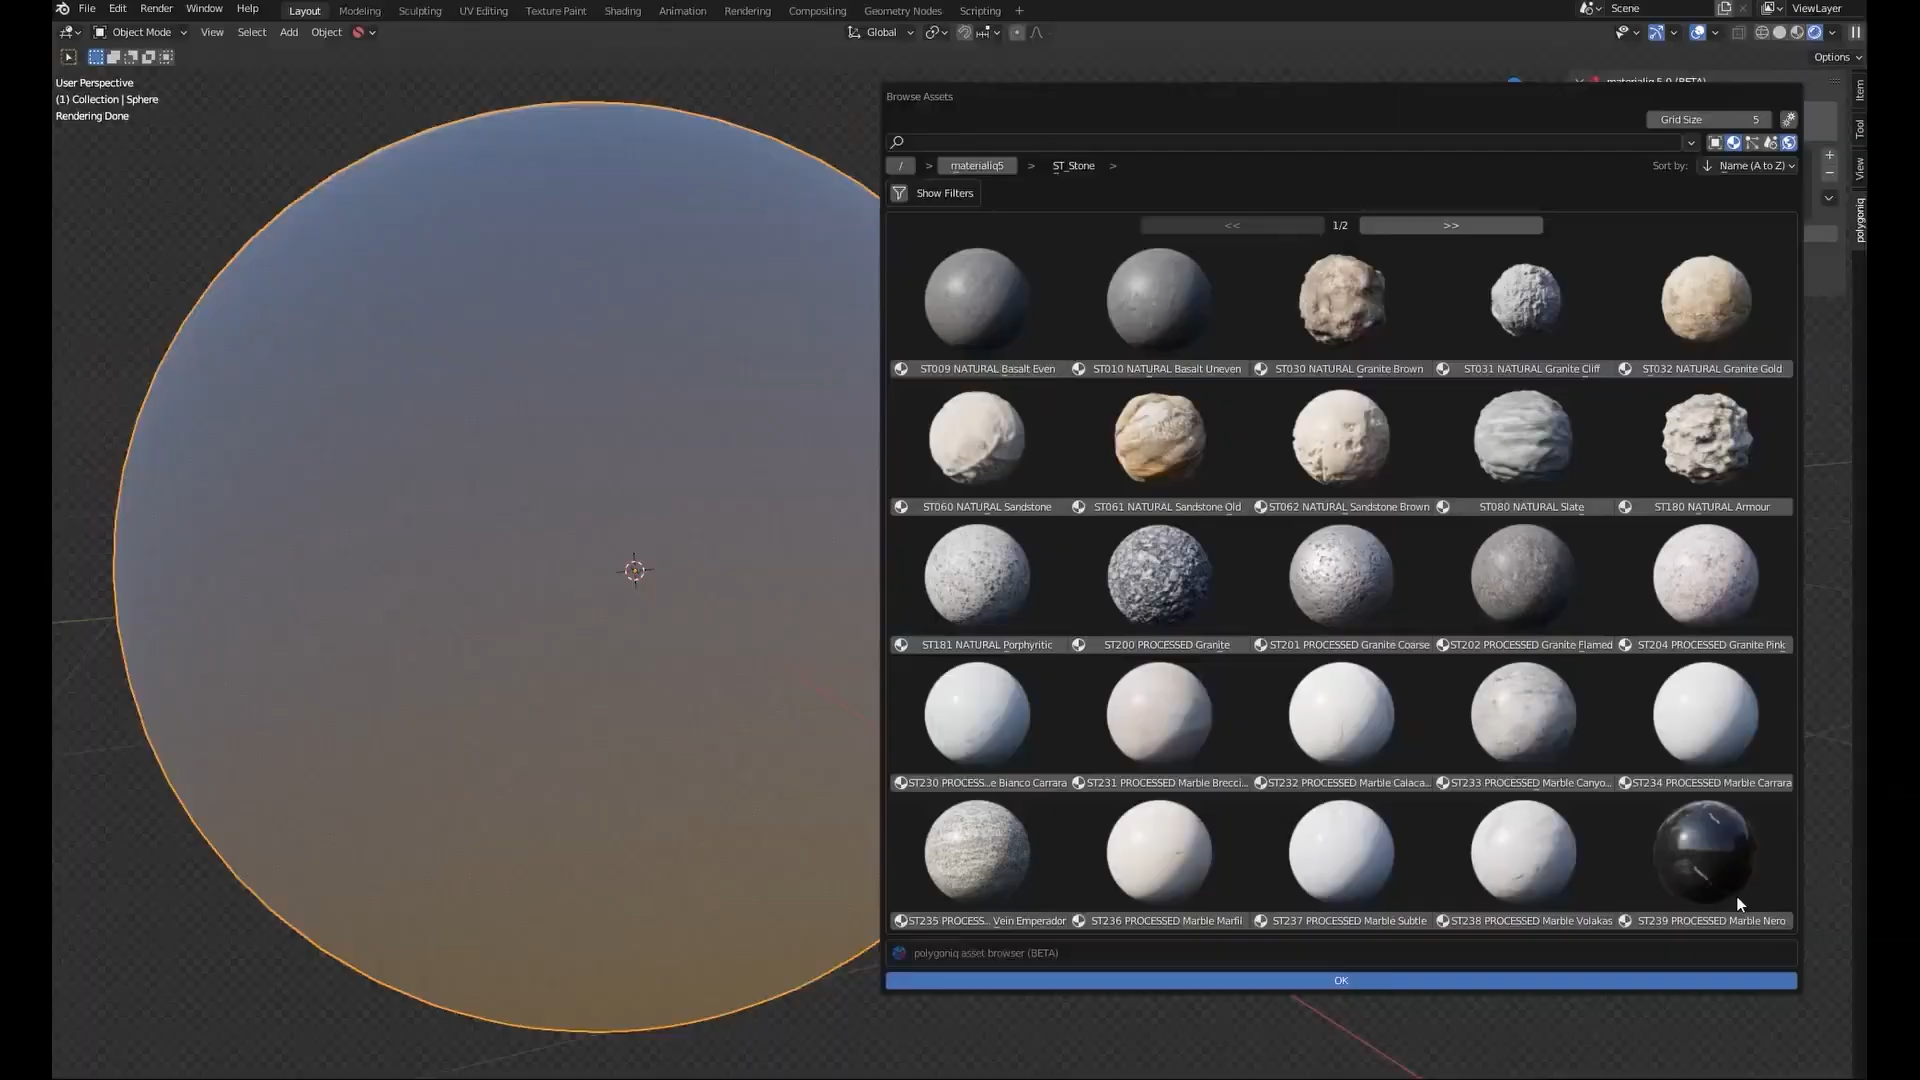 File Edit Render Window Help Layout Modeling Sculpting UV Editing Texture Paint Shading Animation Rendering Compositing Geometry Nodes Scripting + Scene ViewLayer
Object Mode View Select Add Object Global
Options
User Perspective
(1) Collection | Sphere
Rendering Done
materialiq 5.0 (BETA)
Item
Tool
View
polygoniq
Browse Assets
Grid Size 5
/ > materialiq5 > ST_Stone > Sort by: Name (A to Z)
Show Filters
<< 1/2 >>
ST009 NATURAL Basalt Even ST010 NATURAL Basalt Uneven ST030 NATURAL Granite Brown ST031 NATURAL Granite Cliff ST032 NATURAL Granite Gold
ST060 NATURAL Sandstone ST061 NATURAL Sandstone Old ST062 NATURAL Sandstone Brown ST080 NATURAL Slate ST180 NATURAL Armour
ST181 NATURAL Porphyritic ST200 PROCESSED Granite ST201 PROCESSED Granite Coarse ST202 PROCESSED Granite Flamed ST204 PROCESSED Granite Pink
ST230 PROCESS...e Bianco Carrara ST231 PROCESSED Marble Brecci... ST232 PROCESSED Marble Calaca... ST233 PROCESSED Marble Canyo... ST234 PROCESSED Marble Carrara
ST235 PROCESS... Vein Emperador ST236 PROCESSED Marble Marfil ST237 PROCESSED Marble Subtle ST238 PROCESSED Marble Volakas ST239 PROCESSED Marble Nero
polygoniq asset browser (BETA)
OK